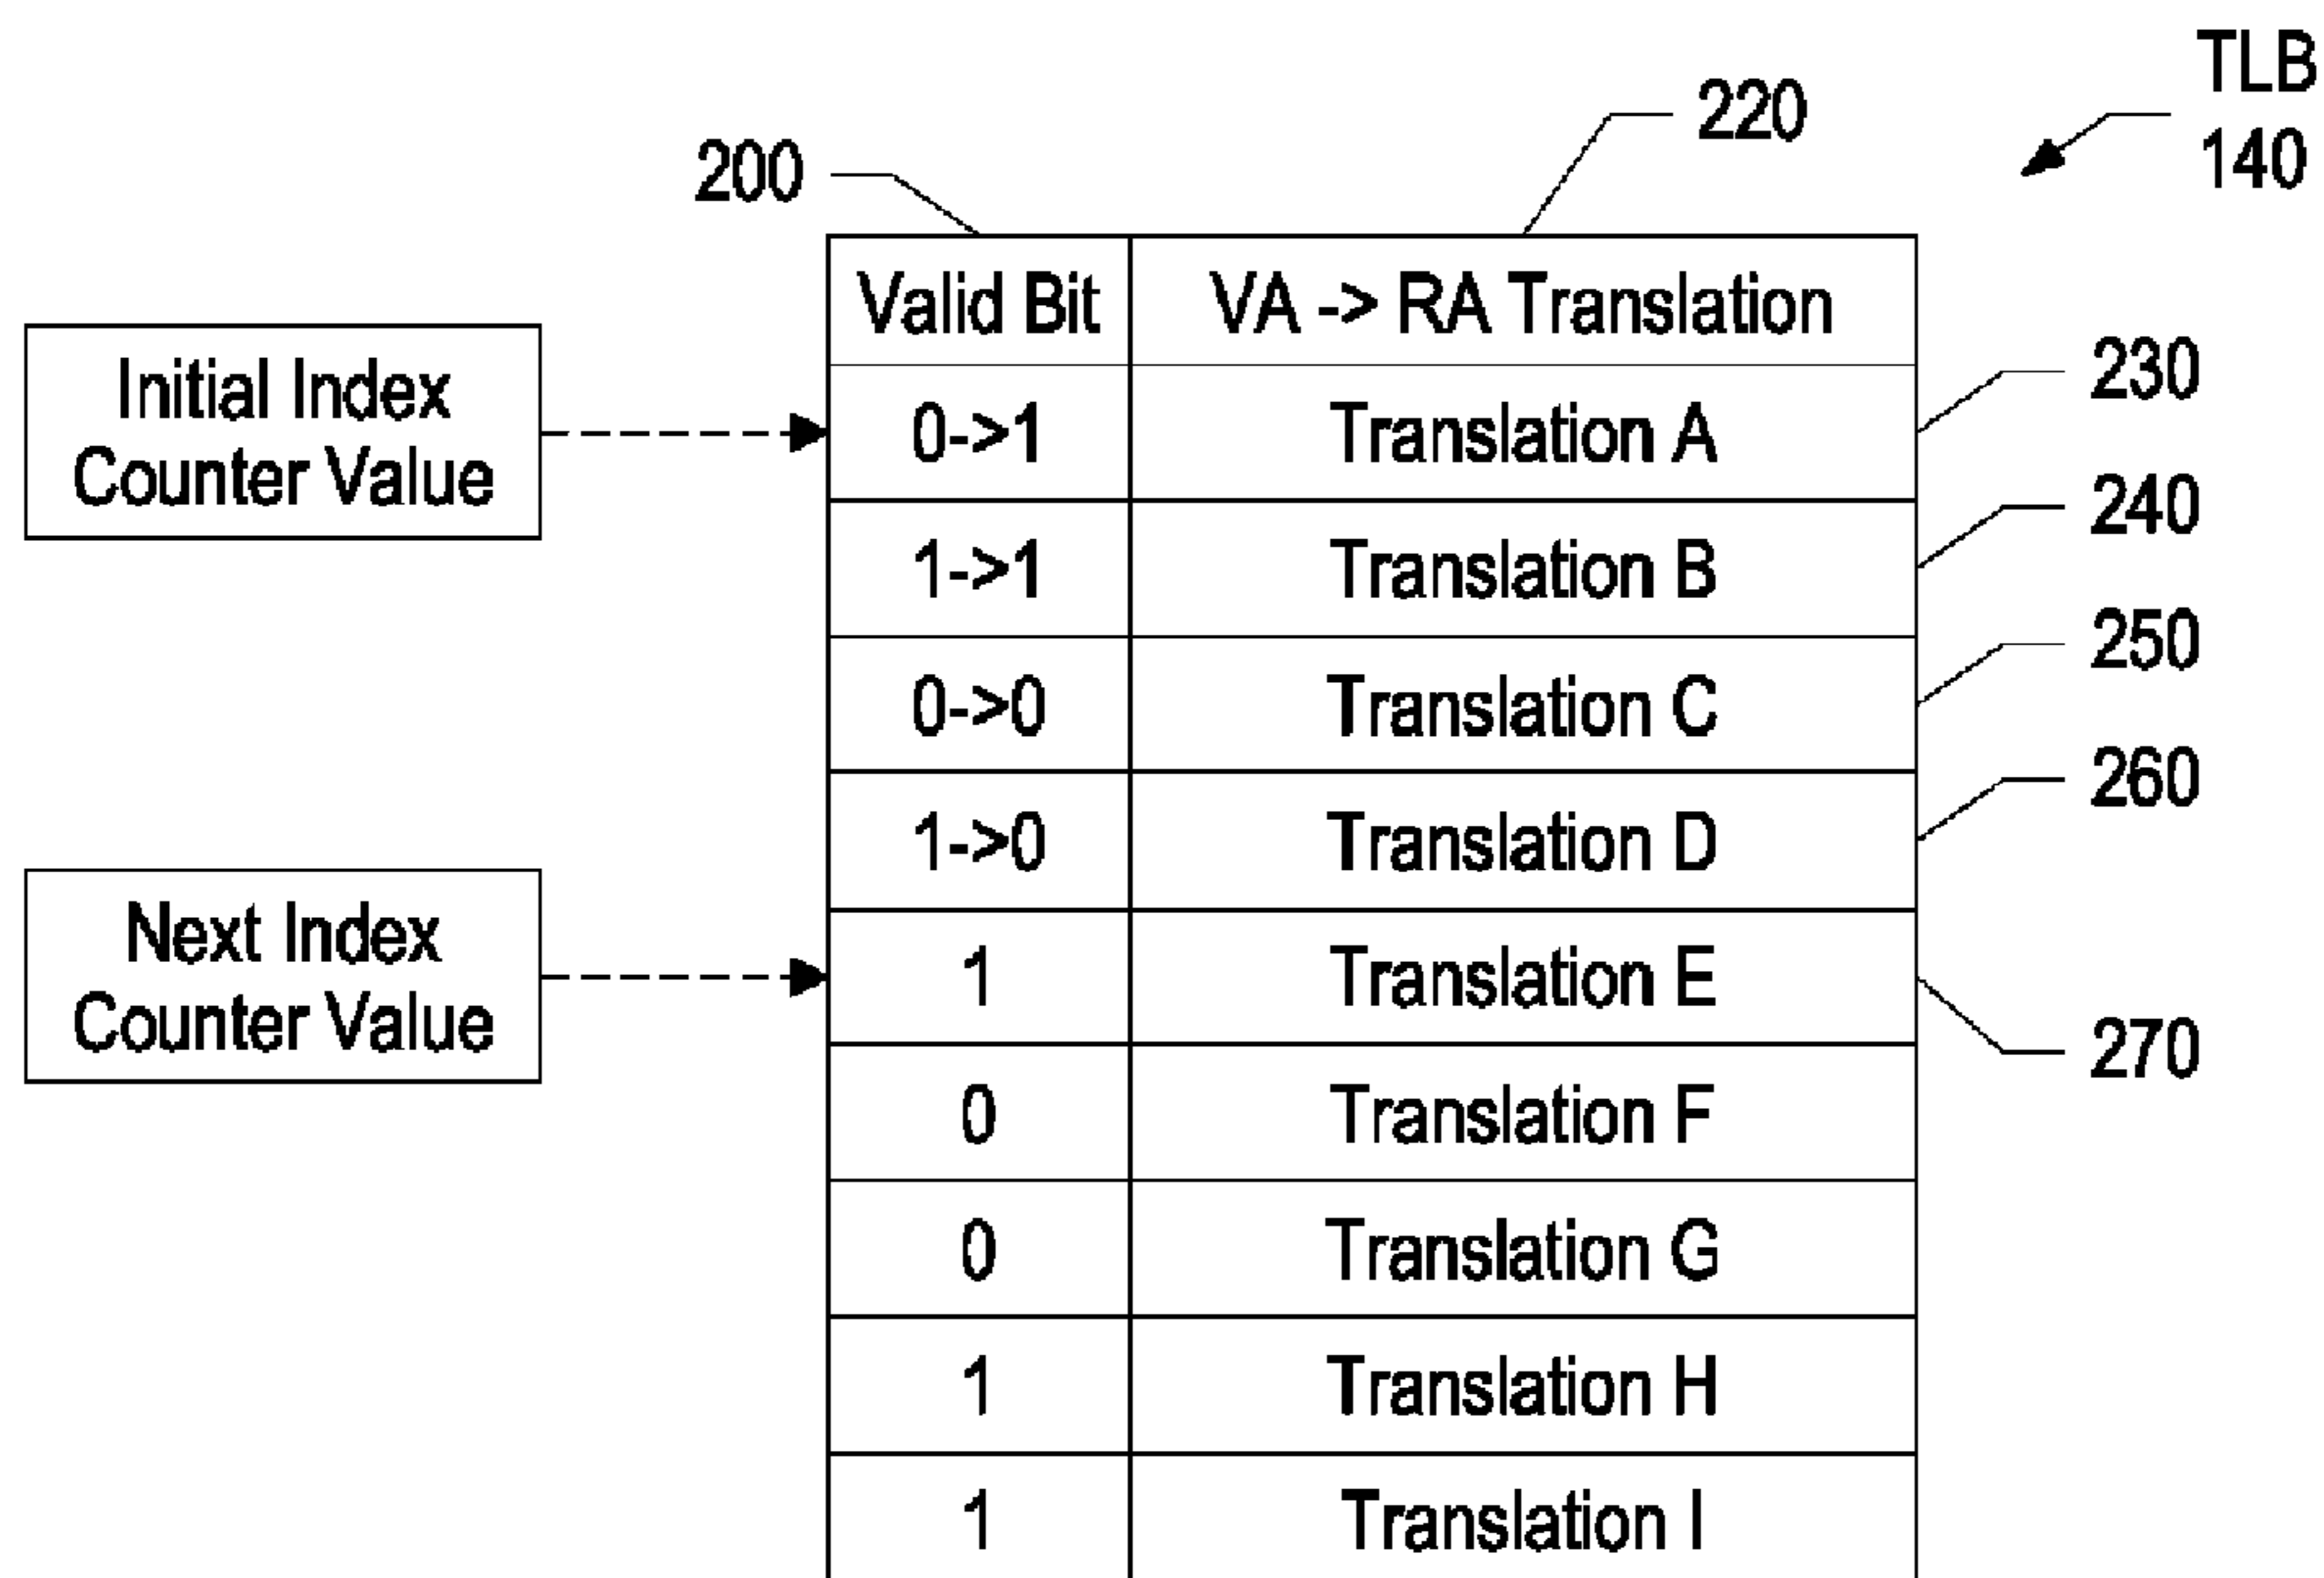 TLB
140
220
200
Valid Bit
VA -> RA Translation
Initial Index
Counter Value
0->1
Translation A
230
1->1
Translation B
240
0->0
Translation C
250
1->0
Translation D
260
Next Index
Counter Value
1
Translation E
270
0
Translation F
0
Translation G
1
Translation H
1
Translation I